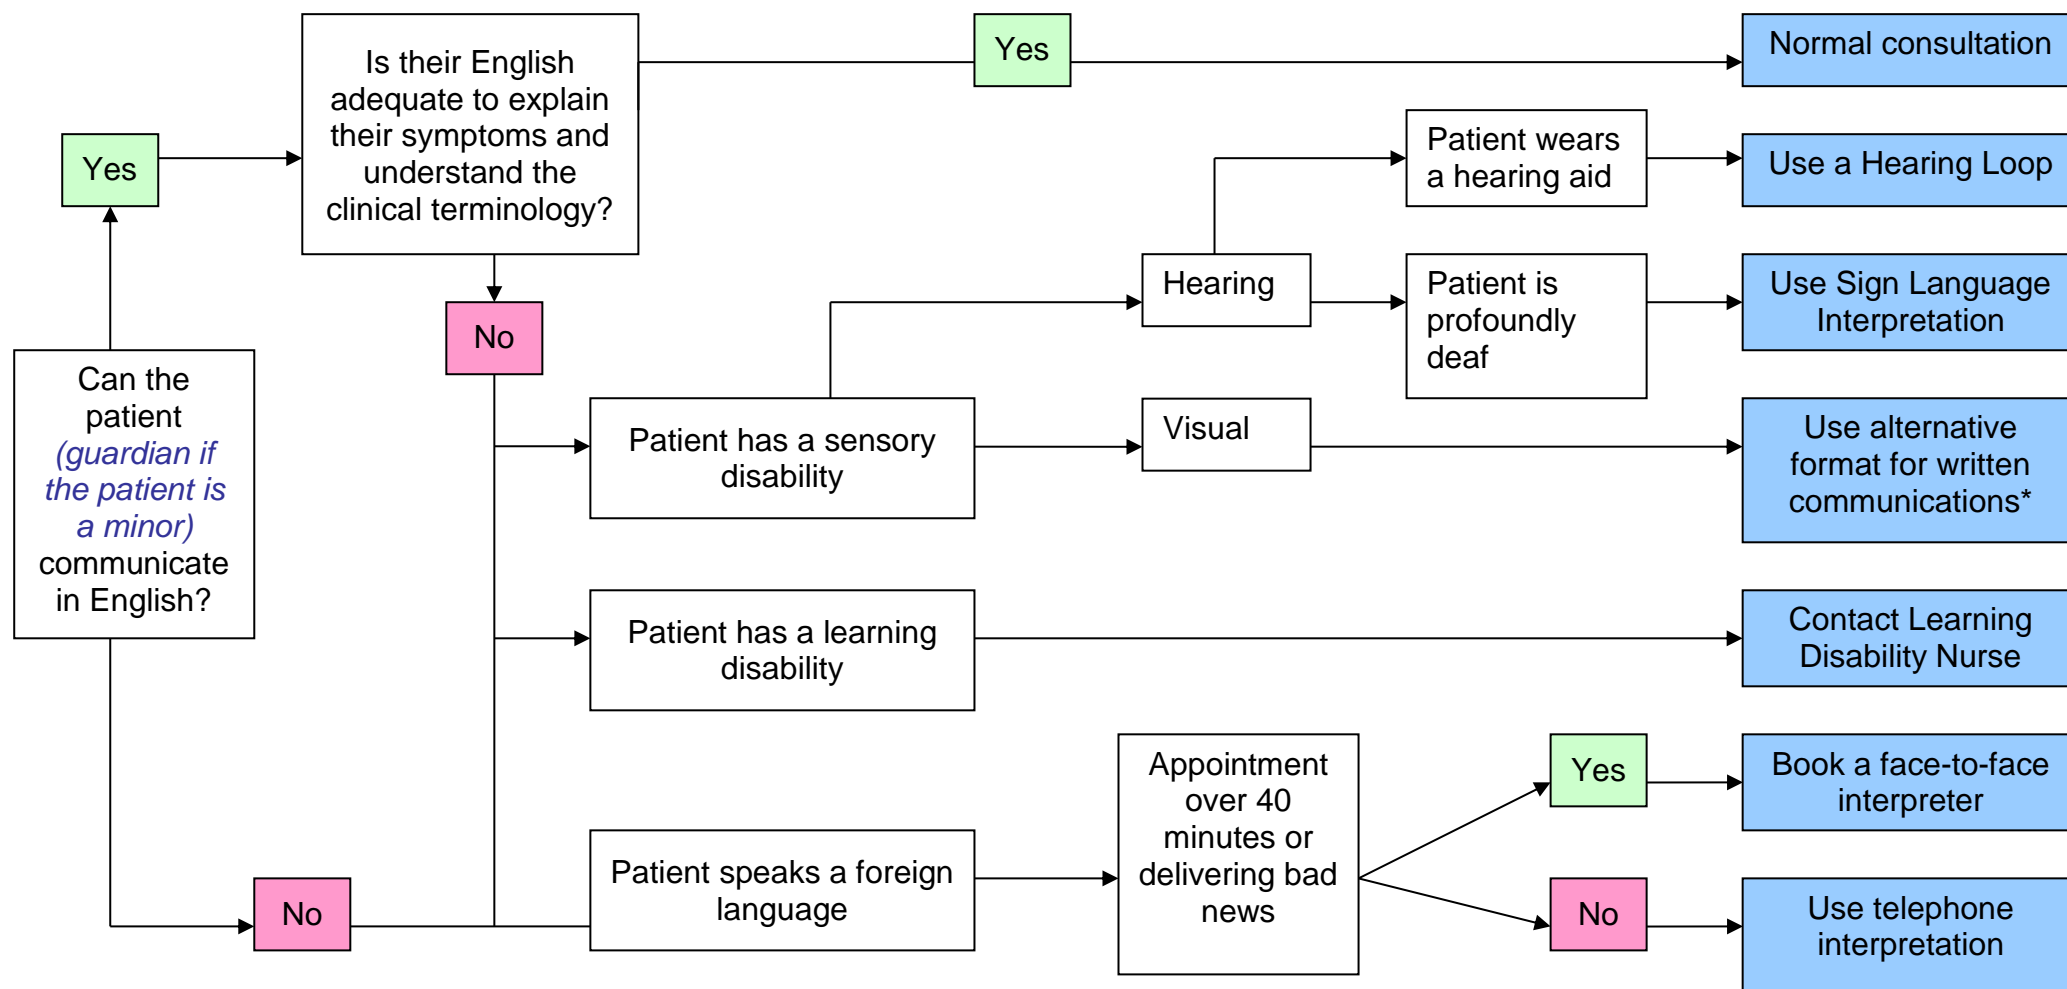 Is their English
adequate to explain
their symptoms and
understand the
clinical terminology?
Yes
Normal consultation
Yes
Patient wears
a hearing aid
Use a Hearing Loop
Hearing
Patient is
profoundly
deaf
Use Sign Language
Interpretation
No
Can the
patient
(guardian if
the patient is
a minor)
communicate
in English?
Patient has a sensory
disability
Visual
Use alternative
format for written
communications*
Patient has a learning
disability
Contact Learning
Disability Nurse
Appointment
over 40
minutes or
delivering bad
news
Yes
Book a face-to-face
interpreter
No
Patient speaks a foreign
language
No
Use telephone
interpretation